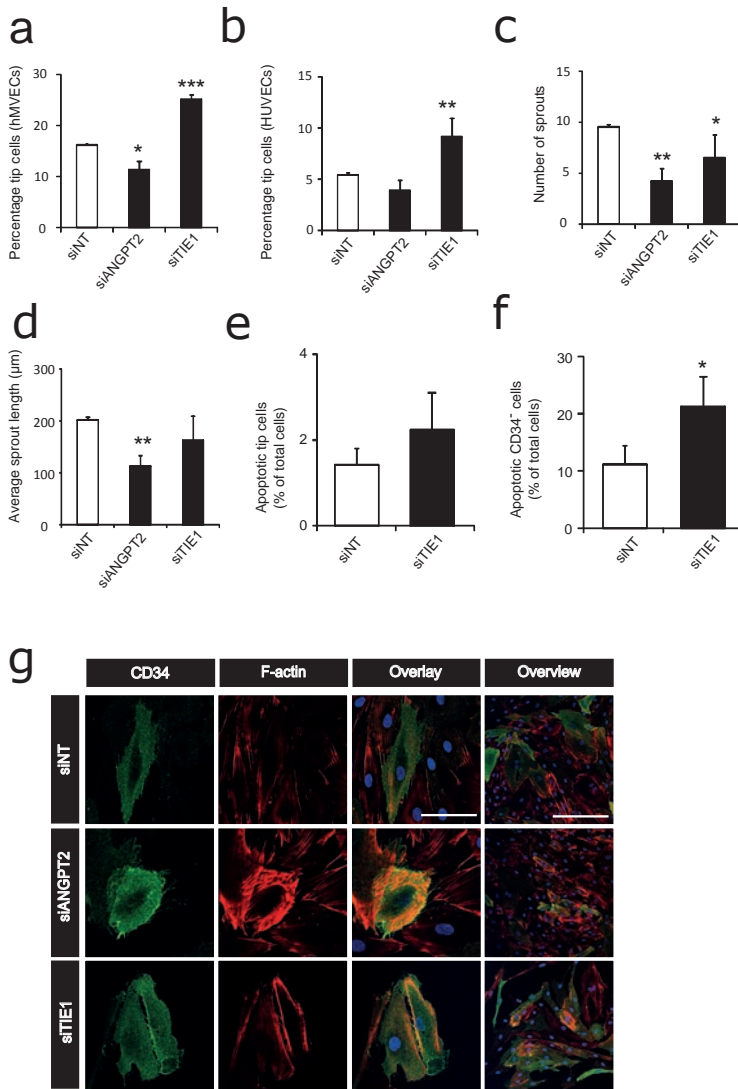 a
Percentage tip cells (hMVECs)
30
20
10
0
*
***
siNT
siANGPT2
siTIE1
b
Percentage tip cells (HUVECs)
15
10
5
0
**
siNT
siANGPT2
siTIE1
c
Number of sprouts
15
10
5
0
**
*
siNT
siANGPT2
siTIE1
d
Average sprout length (µm)
300
200
100
0
**
siNT
siANGPT2
siTIE1
e
Apoptotic tip cells
(% of total cells)
4
2
0
siNT
siTIE1
f
Apoptotic CD34⁻ cells
(% of total cells)
30
20
10
0
*
siNT
siTIE1
g
CD34
F-actin
Overlay
Overview
siNT
siANGPT2
siTIE1